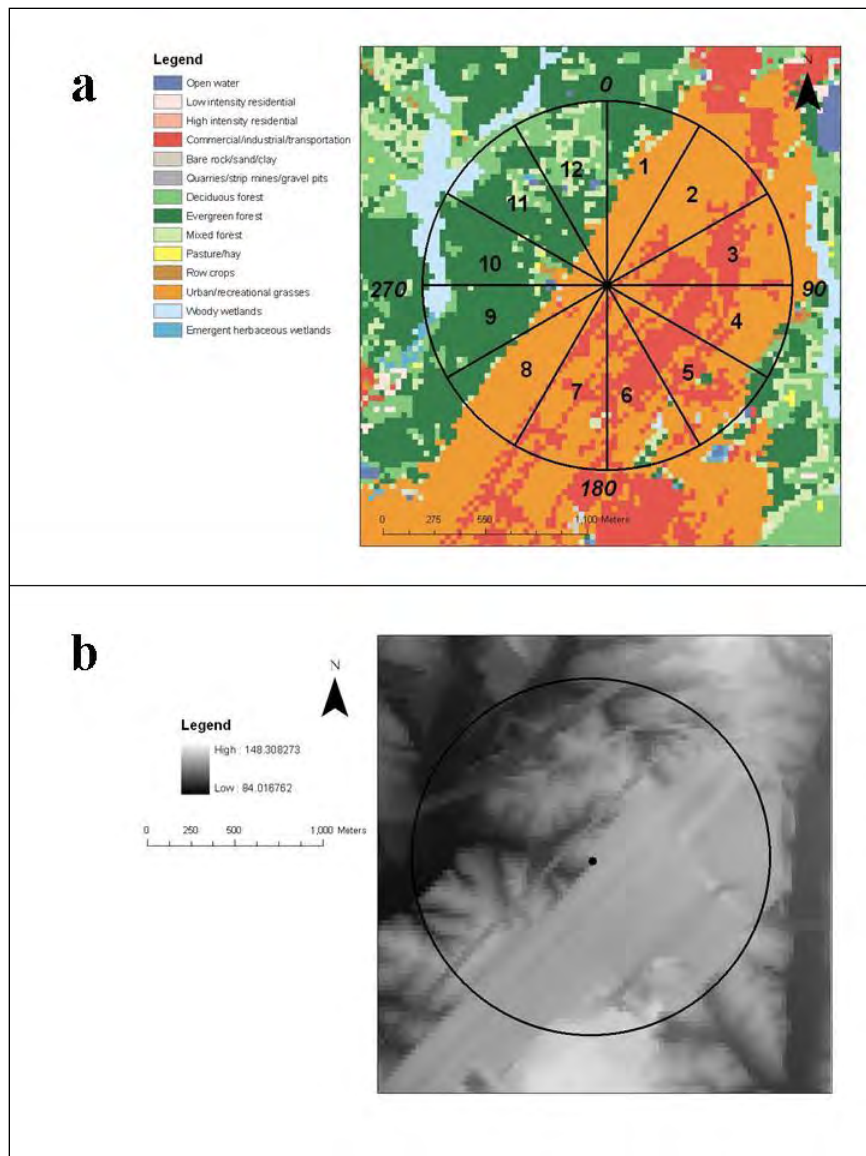 a
Legend
Open water
Low intensity residential
High intensity residential
Commercial/industrial/transportation
Bare rock/sand/clay
Quarries/strip mines/gravel pits
Deciduous forest
Evergreen forest
Mixed forest
Pasture/hay
Row crops
Urban/recreational grasses
Woody wetlands
Emergent herbaceous wetlands
N
0
1
12
2
11
3
10
270
90
9
4
8
5
7
6
180
0 275 550 1,100 Meters
b
N
Legend
High : 148.308273
Low : 84.016762
0 250 500 1,000 Meters